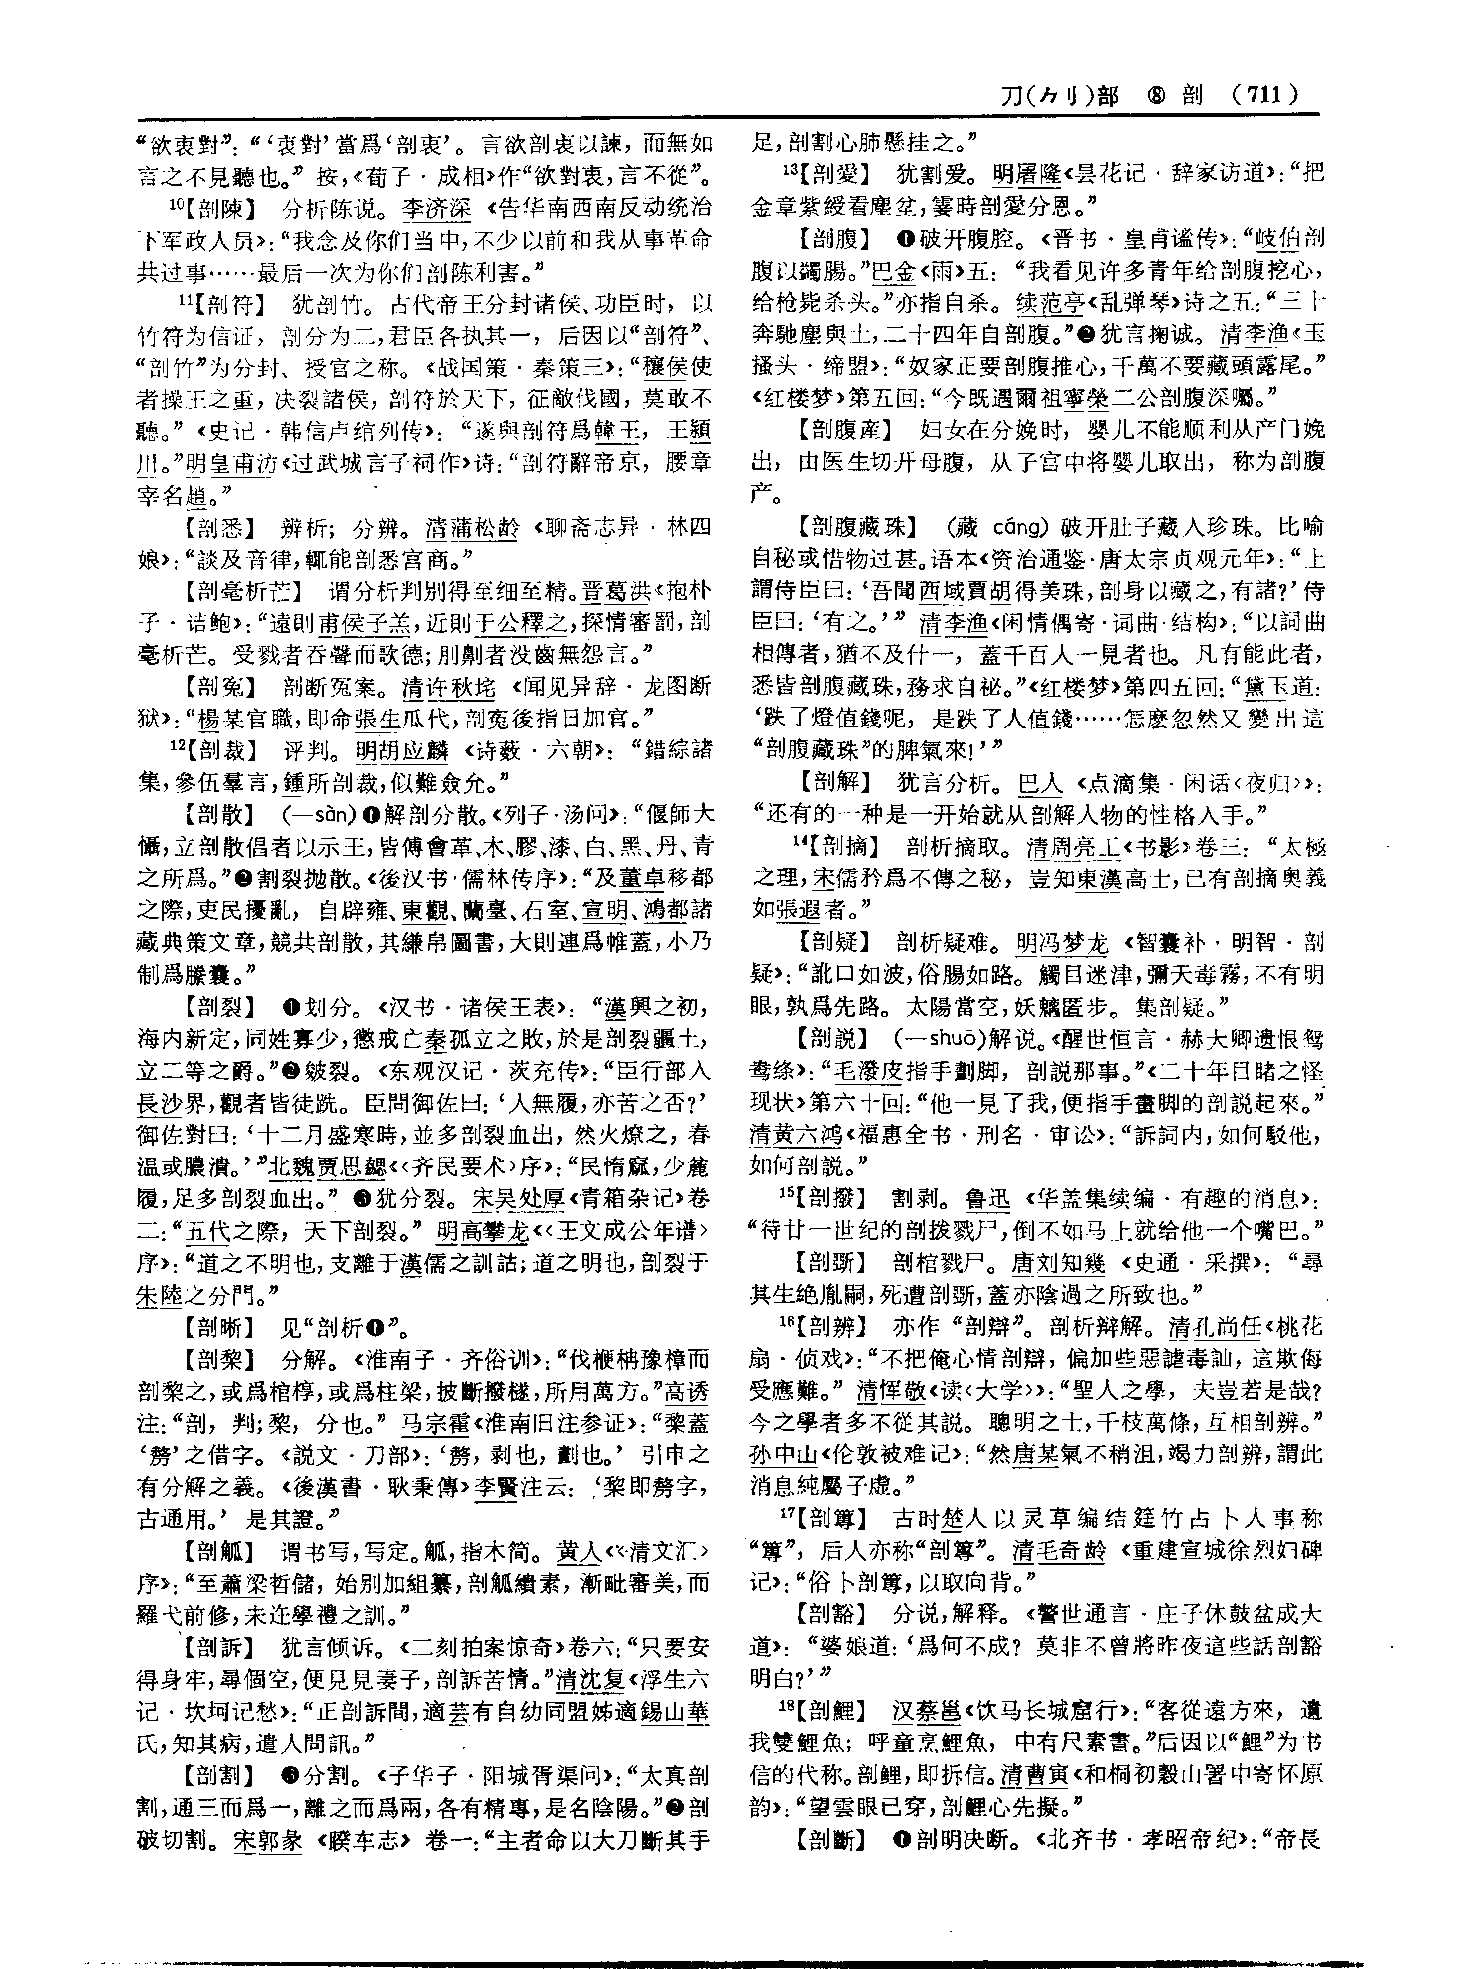 刀(⺈刂)部　⑧　剖　(711)
“欲衷對”：“‘衷對’當爲‘剖衷’。言欲剖衷以諫，而無如
言之不見聽也。”按，《荀子·成相》作“欲對衷，言不從”。
10【剖陳】　分析陈说。李济深《告华南西南反动统治
下军政人员》：“我念及你们当中，不少以前和我从事革命
共过事……最后一次为你们剖陈利害。”
11【剖符】　犹剖竹。古代帝王分封诸侯、功臣时，以
竹符为信证，剖分为二，君臣各执其一，后因以“剖符”、
“剖竹”为分封、授官之称。《战国策·秦策三》：“穰侯使
者操王之重，决裂諸侯，剖符於天下，征敵伐國，莫敢不
聽。”《史记·韩信卢绾列传》：“遂與剖符爲韓王，王潁
川。”明皇甫汸《过武城言子祠作》诗：“剖符辭帝京，腰章
宰名趙。”
【剖悉】　辨析；分辨。清蒲松龄《聊斋志异·林四
娘》：“談及音律，輒能剖悉宫商。”
【剖毫析芒】　谓分析判别得至细至精。晋葛洪《抱朴
子·诘鲍》：“遠則甫侯子羔，近則于公釋之，探情審罰，剖
毫析芒。受戮者吞聲而歌德；刖劓者没齒無怨言。”
【剖冤】　剖断冤案。清许秋垞《闻见异辞·龙图断
狱》：“楊某官職，即命張生瓜代，剖冤後指日加官。”
12【剖裁】　评判。明胡应麟《诗薮·六朝》：“錯綜諸
集，參伍羣言，鍾所剖裁，似難僉允。”
【剖散】　(—sàn)❶解剖分散。《列子·汤问》：“偃師大
懾，立剖散倡者以示王，皆傅會革、木、膠、漆、白、黑、丹、青
之所爲。”❷割裂抛散。《後汉书·儒林传序》：“及董卓移都
之際，吏民擾亂，自辟雍、東觀、蘭臺、石室、宣明、鴻都諸
藏典策文章，競共剖散，其縑帛圖書，大則連爲帷蓋，小乃
制爲縢囊。”
【剖裂】　❶划分。《汉书·诸侯王表》：“漢興之初，
海内新定，同姓寡少，懲戒亡秦孤立之敗，於是剖裂疆土，
立二等之爵。”❷皴裂。《东观汉记·茨充传》：“臣行部入
長沙界，觀者皆徒跣。臣問御佐曰：‘人無履，亦苦之否？’
御佐對曰：‘十二月盛寒時，並多剖裂血出，然火燎之，春
温或膿潰。’”北魏贾思勰《〈齐民要术〉序》：“民惰窳，少麤
履，足多剖裂血出。”❸犹分裂。宋吴处厚《青箱杂记》卷
二：“五代之際，天下剖裂。”明高攀龙《〈王文成公年谱〉
序》：“道之不明也，支離于漢儒之訓詁；道之明也，剖裂于
朱陸之分門。”
【剖晰】　见“剖析❶”。
【剖棃】　分解。《淮南子·齐俗训》：“伐楩柟豫樟而
剖棃之，或爲棺椁，或爲柱梁，披斷撥檖，所用萬方。”高诱
注：“剖，判；棃，分也。”马宗霍《淮南旧注参证》：“棃蓋
‘剺’之借字。《説文·刀部》：‘剺，剥也，劃也。’引申之
有分解之義。《後漢書·耿秉傳》李賢注云：‘棃即剺字，
古通用。’是其證。”
【剖觚】　谓书写，写定。觚，指木简。黄人《〈清文汇〉
序》：“至蕭梁哲儲，始别加組纂，剖觚繢素，漸毗審美，而
羅弋前修，未迕學禮之訓。”
【剖訴】　犹言倾诉。《二刻拍案惊奇》卷六：“只要安
得身牢，尋個空，便見見妻子，剖訴苦情。”清沈复《浮生六
记·坎坷记愁》：“正剖訴間，適芸有自幼同盟姊適錫山華
氏，知其病，遣人問訊。”
【剖割】　❶分割。《子华子·阳城胥渠问》：“太真剖
割，通三而爲一，離之而爲兩，各有精專，是名陰陽。”❷剖
破切割。宋郭彖《睽车志》卷一：“主者命以大刀斷其手
足，剖割心肺懸挂之。”
13【剖愛】　犹割爱。明屠隆《昙花记·辞家访道》：“把
金章紫綬看塵坌，霎時剖愛分恩。”
【剖腹】　❶破开腹腔。《晋书·皇甫谧传》：“岐伯剖
腹以蠲腸。”巴金《雨》五：“我看见许多青年给剖腹挖心，
给枪毙杀头。”亦指自杀。续范亭《乱弹琴》诗之五：“三十
奔馳塵與土，二十四年自剖腹。”❷犹言掬诚。清李渔《玉
搔头·缔盟》：“奴家正要剖腹推心，千萬不要藏頭露尾。”
《红楼梦》第五回：“今既遇爾祖寧榮二公剖腹深囑。”
【剖腹産】　妇女在分娩时，婴儿不能顺利从产门娩
出，由医生切开母腹，从子宫中将婴儿取出，称为剖腹
产。
【剖腹藏珠】　(藏 cáng)破开肚子藏入珍珠。比喻
自秘或惜物过甚。语本《资治通鉴·唐太宗贞观元年》：“上
謂侍臣曰：‘吾聞西域賈胡得美珠，剖身以藏之，有諸？’侍
臣曰：‘有之。’”清李渔《闲情偶寄·词曲·结构》：“以詞曲
相傳者，猶不及什一，蓋千百人一見者也。凡有能此者，
悉皆剖腹藏珠，務求自祕。”《红楼梦》第四五回：“黛玉道：
‘跌了燈值錢呢，是跌了人值錢……怎麽忽然又變出這
“剖腹藏珠”的脾氣來！’”
【剖解】　犹言分析。巴人《点滴集·闲话〈夜归〉》：
“还有的一种是一开始就从剖解人物的性格入手。”
14【剖摘】　剖析摘取。清周亮工《书影》卷三：“太極
之理，宋儒矜爲不傳之秘，豈知東漢高士，已有剖摘奥義
如張遐者。”
【剖疑】　剖析疑难。明冯梦龙《智囊补·明智·剖
疑》：“訛口如波，俗腸如路。觸目迷津，彌天毒霧，不有明
眼，孰爲先路。太陽當空，妖魑匿步。集剖疑。”
【剖説】　(—shuō)解说。《醒世恒言·赫大卿遗恨鸳
鸯绦》：“毛潑皮指手劃脚，剖説那事。”《二十年目睹之怪
现状》第六十回：“他一見了我，便指手畫脚的剖説起來。”
清黄六鸿《福惠全书·刑名·审讼》：“訴詞内，如何駁他，
如何剖説。”
15【剖撥】　割剥。鲁迅《华盖集续编·有趣的消息》：
“待廿一世纪的剖拨戮尸，倒不如马上就给他一个嘴巴。”
【剖斲】　剖棺戮尸。唐刘知幾《史通·采撰》：“尋
其生绝胤嗣，死遭剖斲，蓋亦陰過之所致也。”
16【剖辨】　亦作“剖辯”。剖析辩解。清孔尚任《桃花
扇·侦戏》：“不把俺心情剖辯，偏加些惡謔毒訕，這欺侮
受應難。”清恽敬《读〈大学〉》：“聖人之學，夫豈若是哉？
今之學者多不從其説。聰明之士，千枝萬條，互相剖辨。”
孙中山《伦敦被难记》：“然唐某氣不稍沮，竭力剖辨，謂此
消息純屬子虚。”
17【剖篿】　古时楚人以灵草编结筳竹占卜人事称
“篿”，后人亦称“剖篿”。清毛奇龄《重建宣城徐烈妇碑
记》：“俗卜剖篿，以取向背。”
【剖豁】　分说，解释。《警世通言·庄子休鼓盆成大
道》：“婆娘道：‘爲何不成？莫非不曾將昨夜這些話剖豁
明白？’”
18【剖鯉】　汉蔡邕《饮马长城窟行》：“客從遠方來，遺
我雙鯉魚；呼童烹鯉魚，中有尺素書。”后因以“鯉”为书
信的代称。剖鲤，即拆信。清曹寅《和桐初穀山署中寄怀原
韵》：“望雲眼已穿，剖鯉心先擬。”
【剖斷】　❶剖明决断。《北齐书·孝昭帝纪》：“帝長